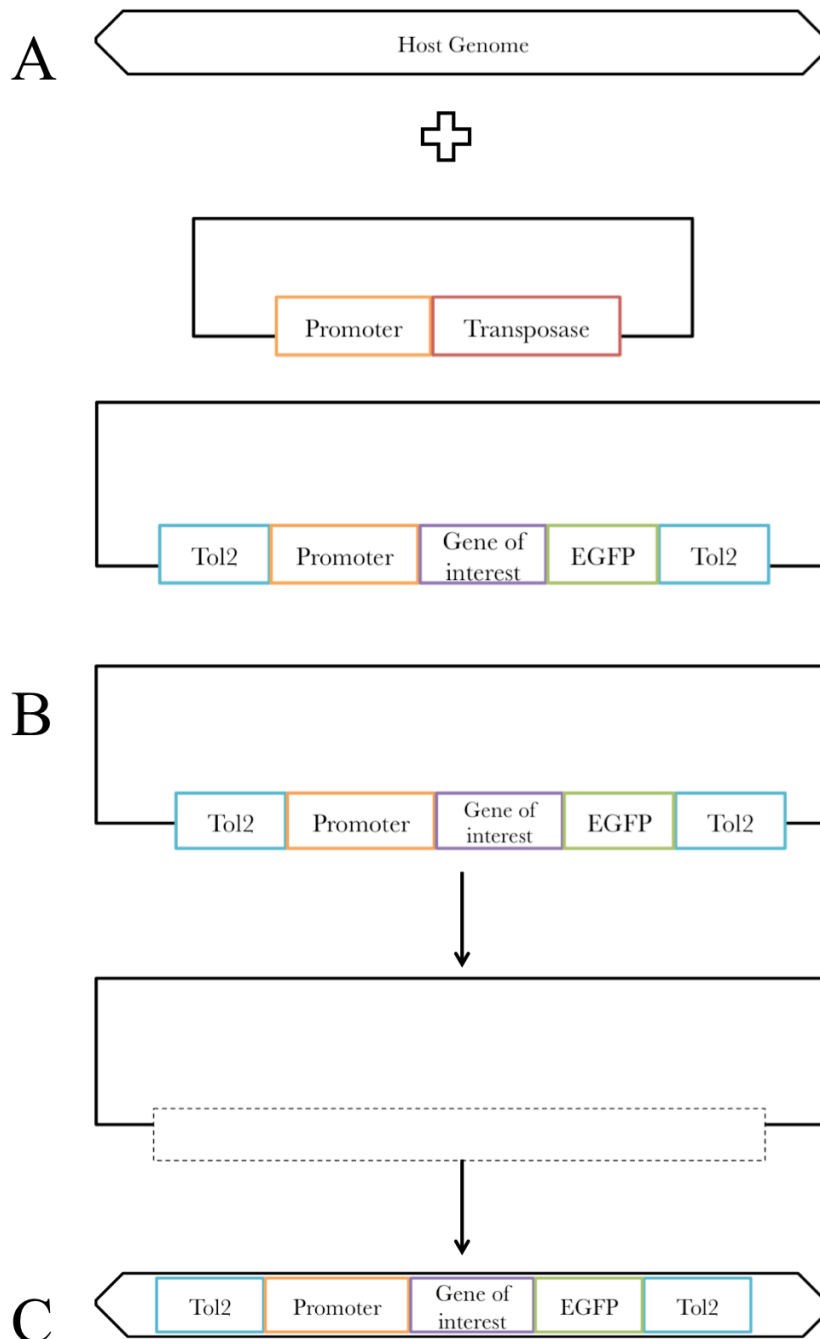 A
Host Genome
Promoter
Transposase
Tol2
Promoter
Gene of
interest
EGFP
Tol2
B
Tol2
Promoter
Gene of
interest
EGFP
Tol2
C
Tol2
Promoter
Gene of
interest
EGFP
Tol2